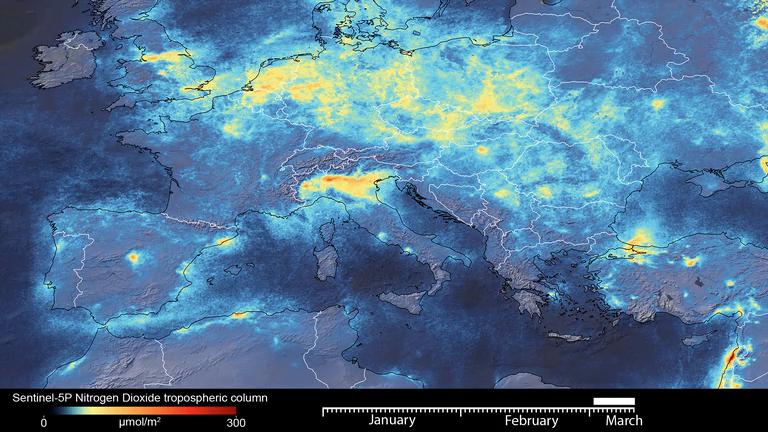 Sentinel-5P Nitrogen Dioxide tropospheric column
0 μmol/m² 300
January February March